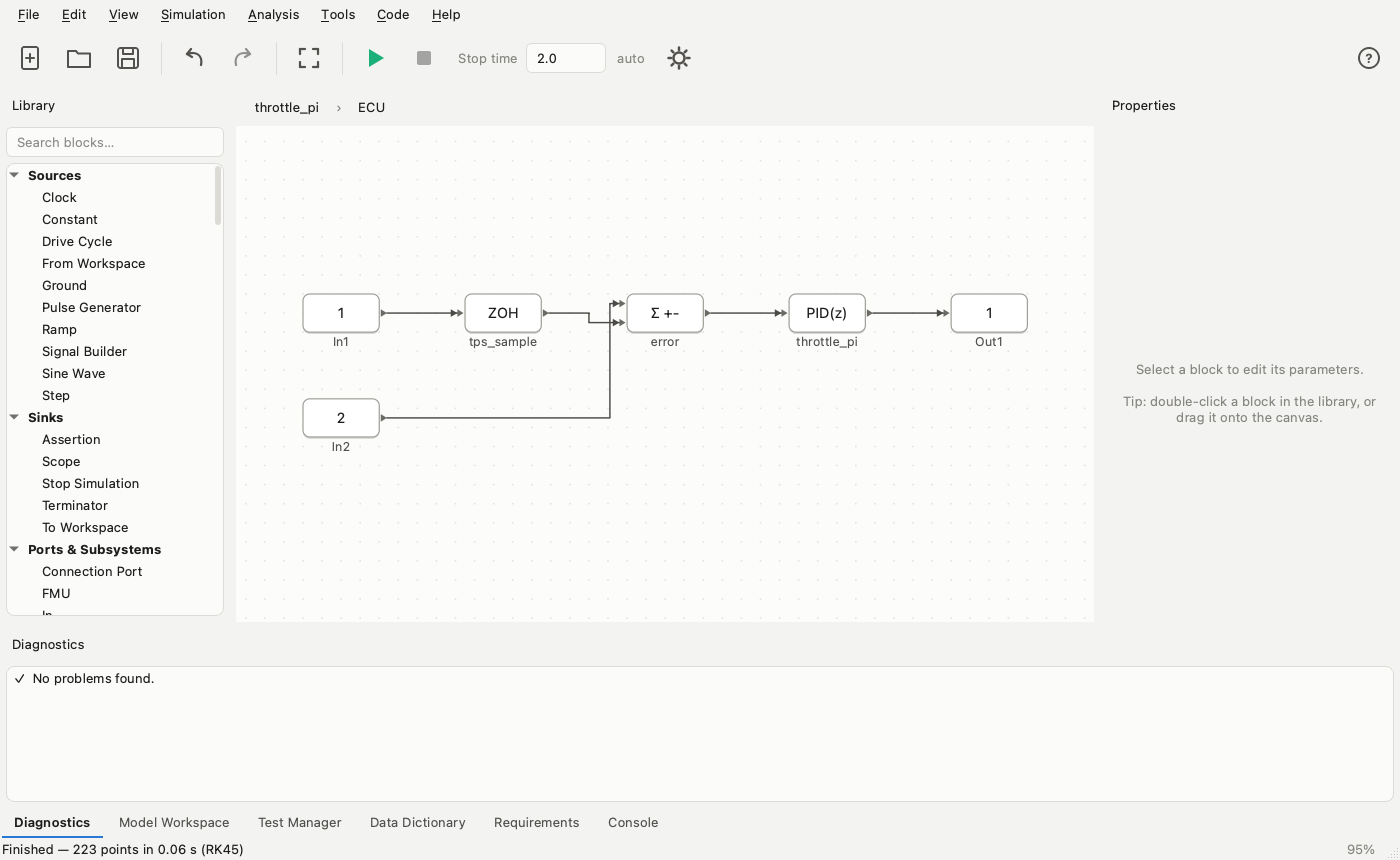 File Edit View Simulation Analysis Tools Code Help
Stop time 2.0 auto
Library
throttle_pi › ECU
Properties
Search blocks...
Sources
Clock
Constant
Drive Cycle
From Workspace
Ground
Pulse Generator
Ramp
Signal Builder
Sine Wave
Step
Sinks
Assertion
Scope
Stop Simulation
Terminator
To Workspace
Ports & Subsystems
Connection Port
FMU
In
1 ZOH Σ +- PID(z) 1
In1 tps_sample error throttle_pi Out1
2
In2
Select a block to edit its parameters.
Tip: double-click a block in the library, or
drag it onto the canvas.
Diagnostics
✓ No problems found.
Diagnostics Model Workspace Test Manager Data Dictionary Requirements Console
Finished — 223 points in 0.06 s (RK45) 95%